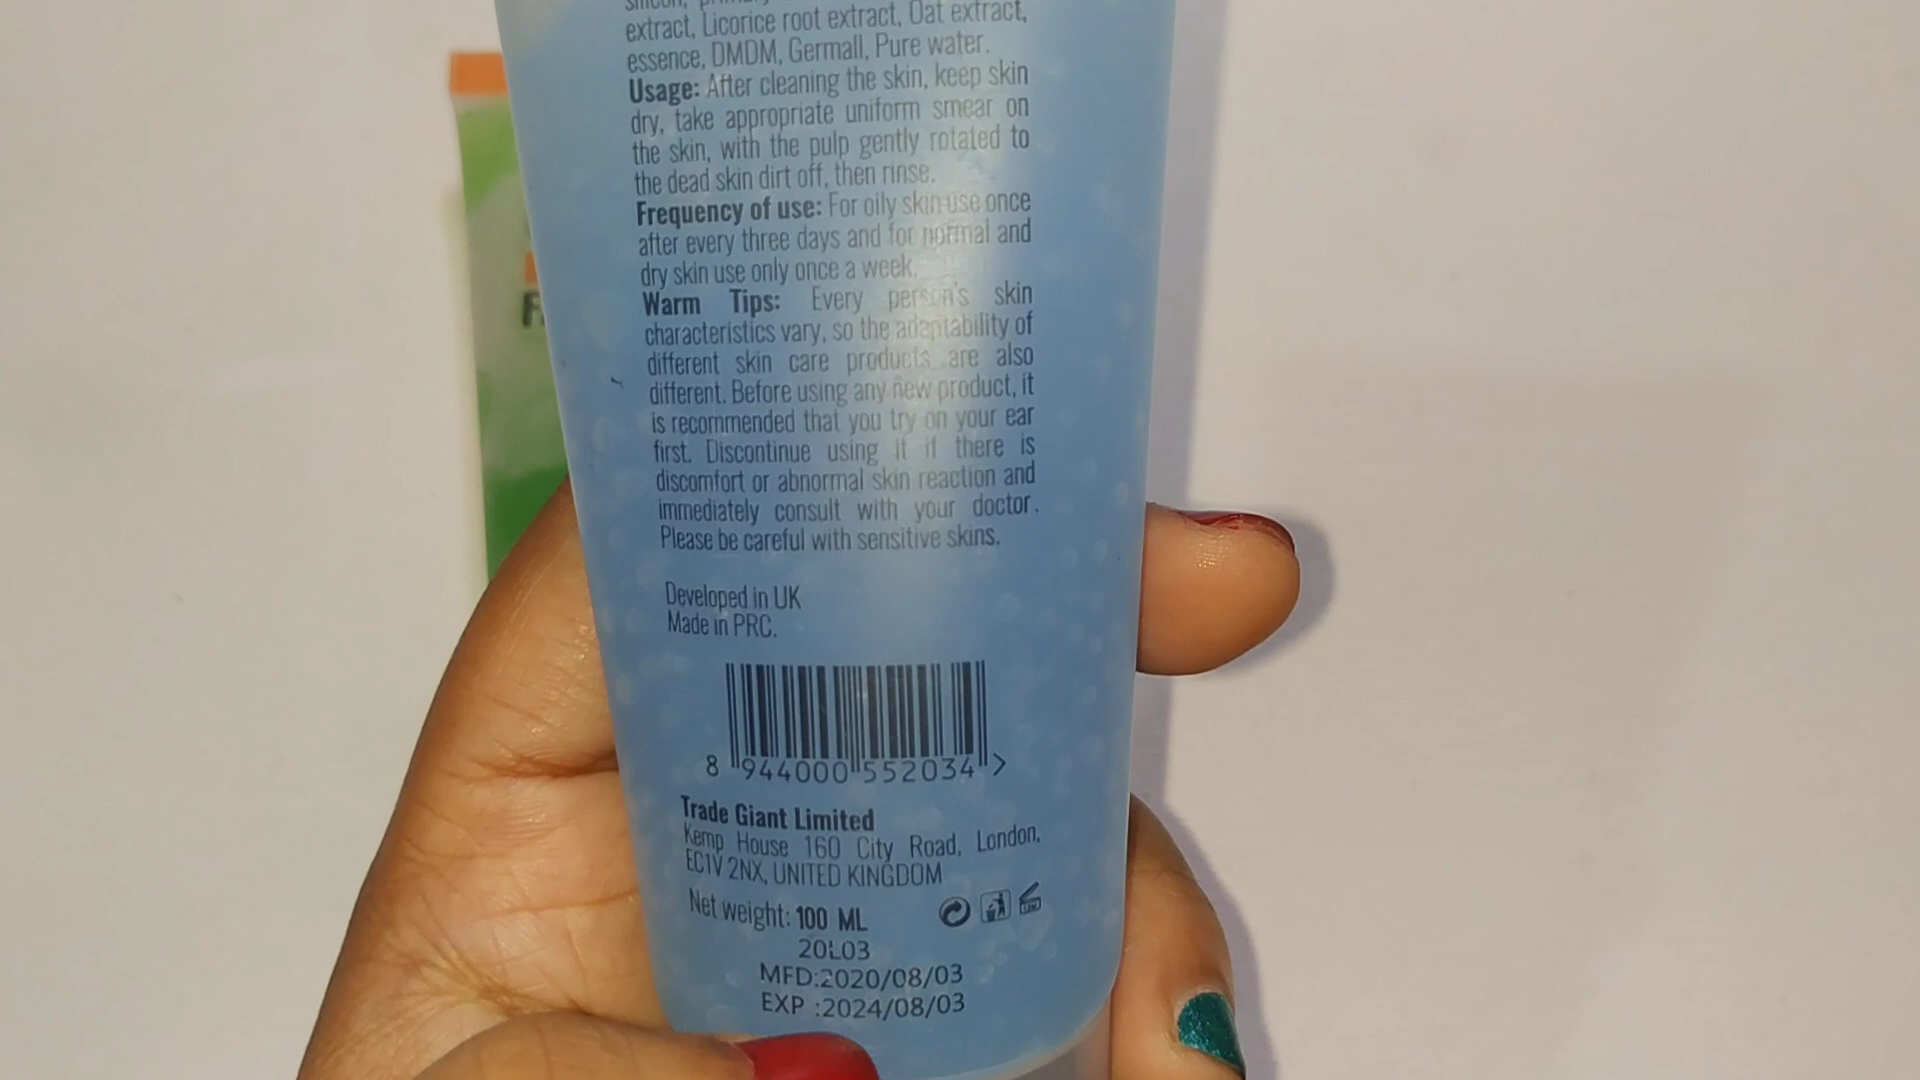 extract, Licorice root extract, Oat extract,
essence, DMDM, Germall, Pure water.
Usage: After cleaning the skin, keep skin
dry, take appropriate uniform smear on
the skin, with the pulp gently rotated to
the dead skin dirt off, then rinse.
Frequency of use: For oily skin use once
after every three days and for normal and
dry skin use only once a week.
Warm Tips: Every person's skin
characteristics vary, so the adaptability of
different skin care products are also
different. Before using any new product, it
is recommended that you try on your ear
first. Discontinue using it if there is
discomfort or abnormal skin reaction and
immediately consult with your doctor.
Please be careful with sensitive skins.
Developed in UK
Made in PRC.
8 944000 552034 >
Trade Giant Limited
Kemp House 160 City Road, London,
EC1V 2NX, UNITED KINGDOM
Net weight: 100 ML
20L03
MFD:2020/08/03
EXP :2024/08/03